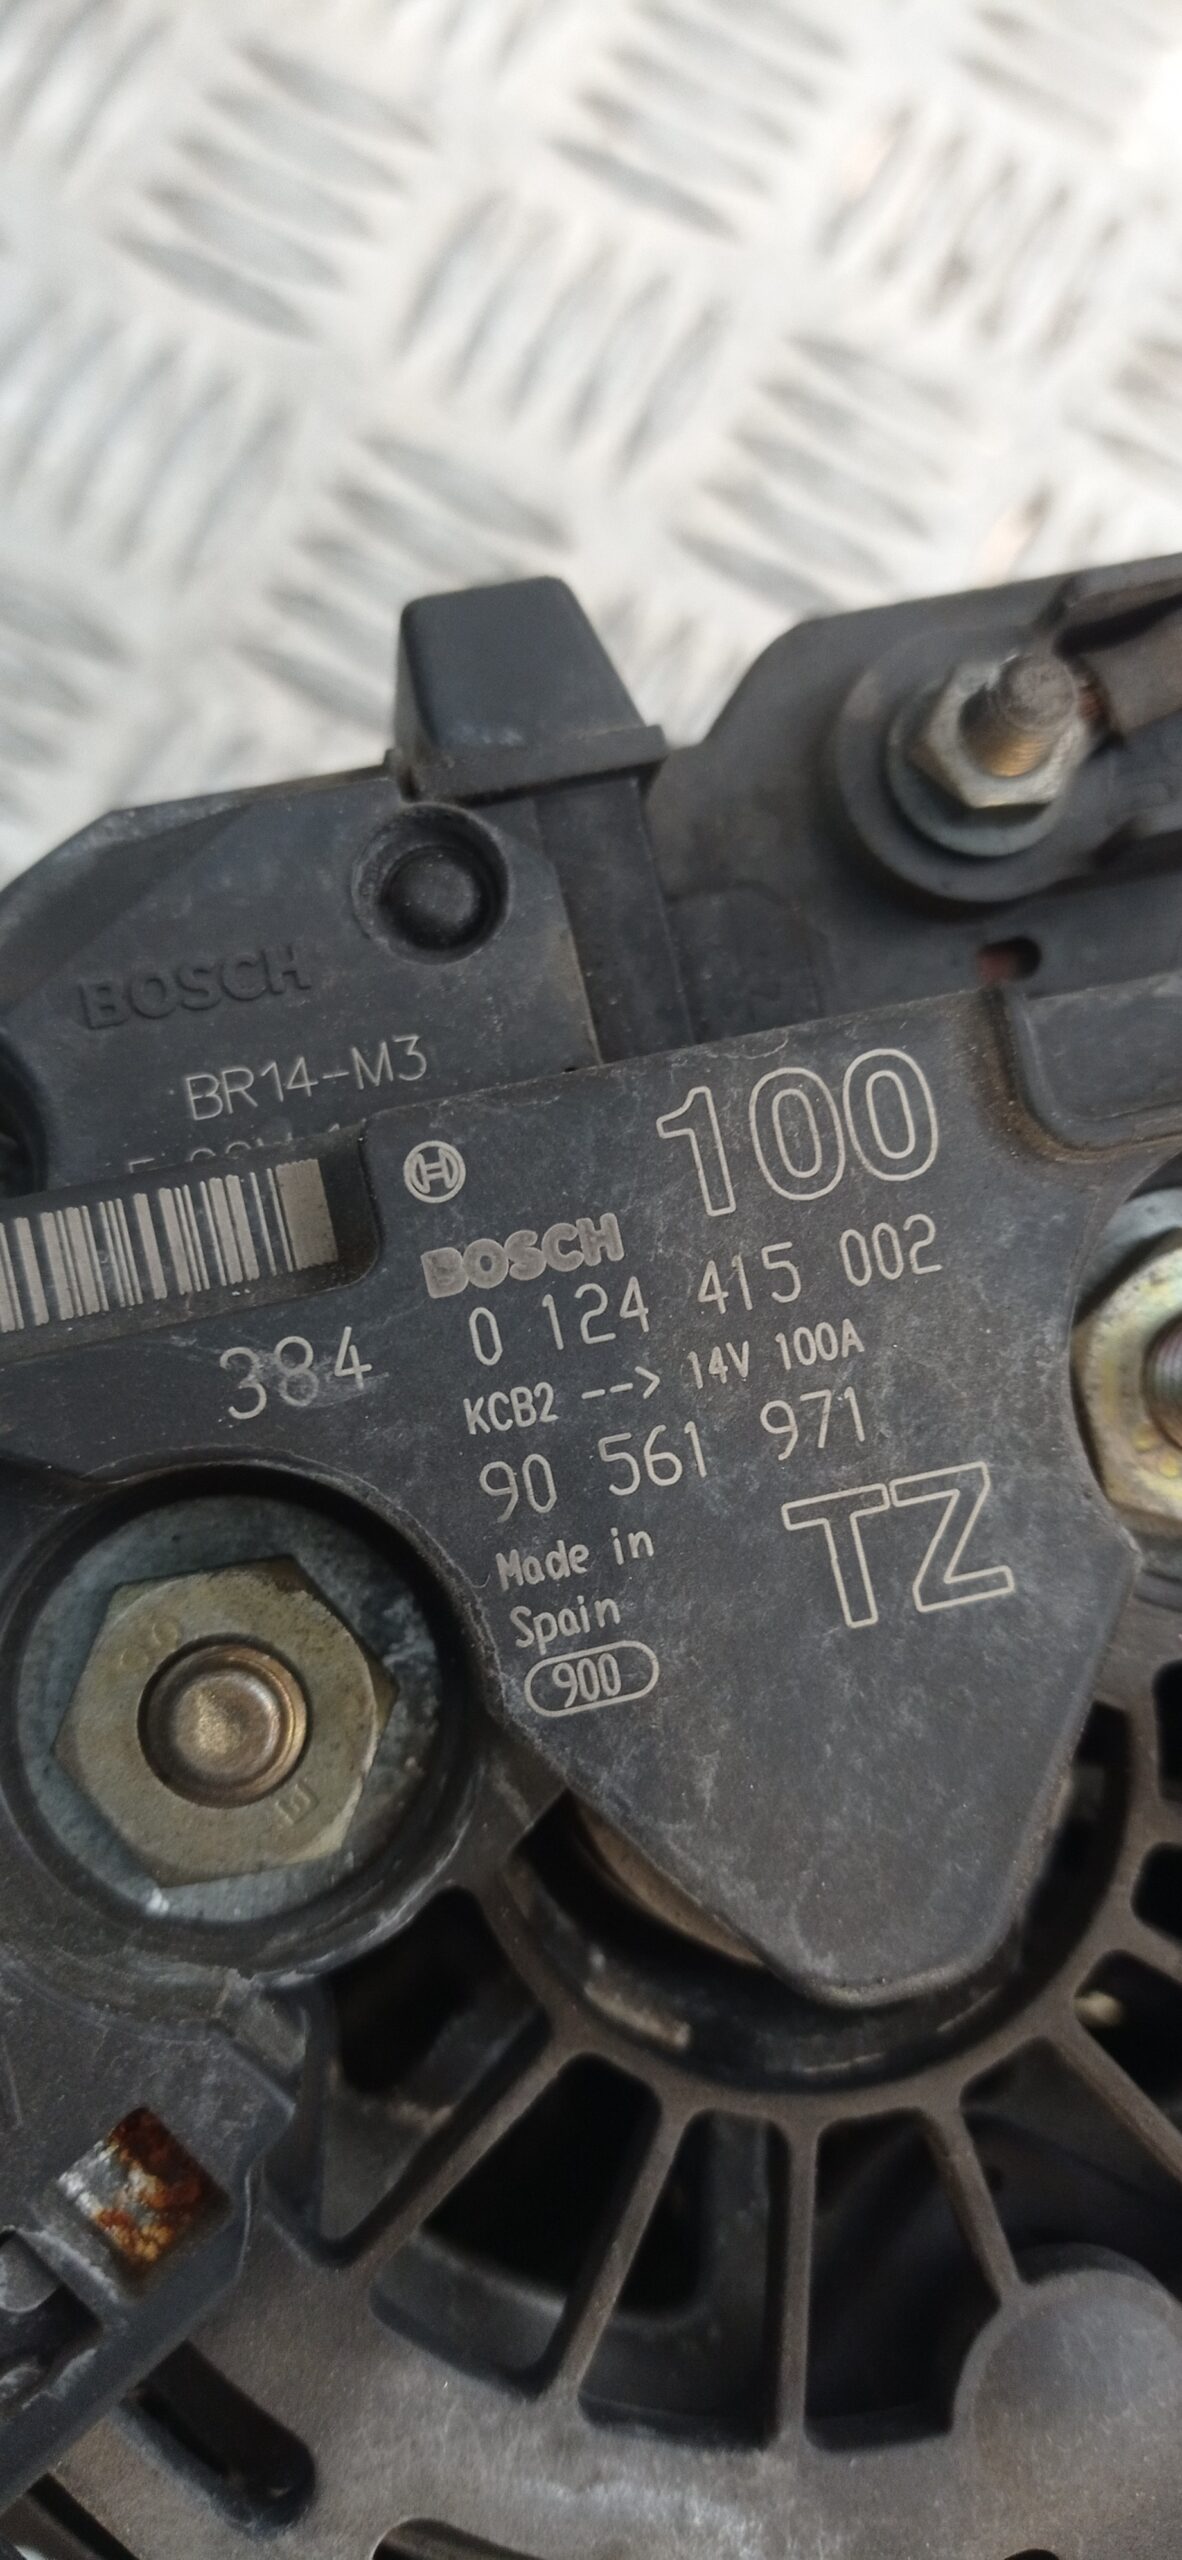 BOSCH
BR14-M3
100
BOSCH
0 124 415 002
384
KCB2 --> 14V 100A
90 561 971
TZ
Made in
Spain
900